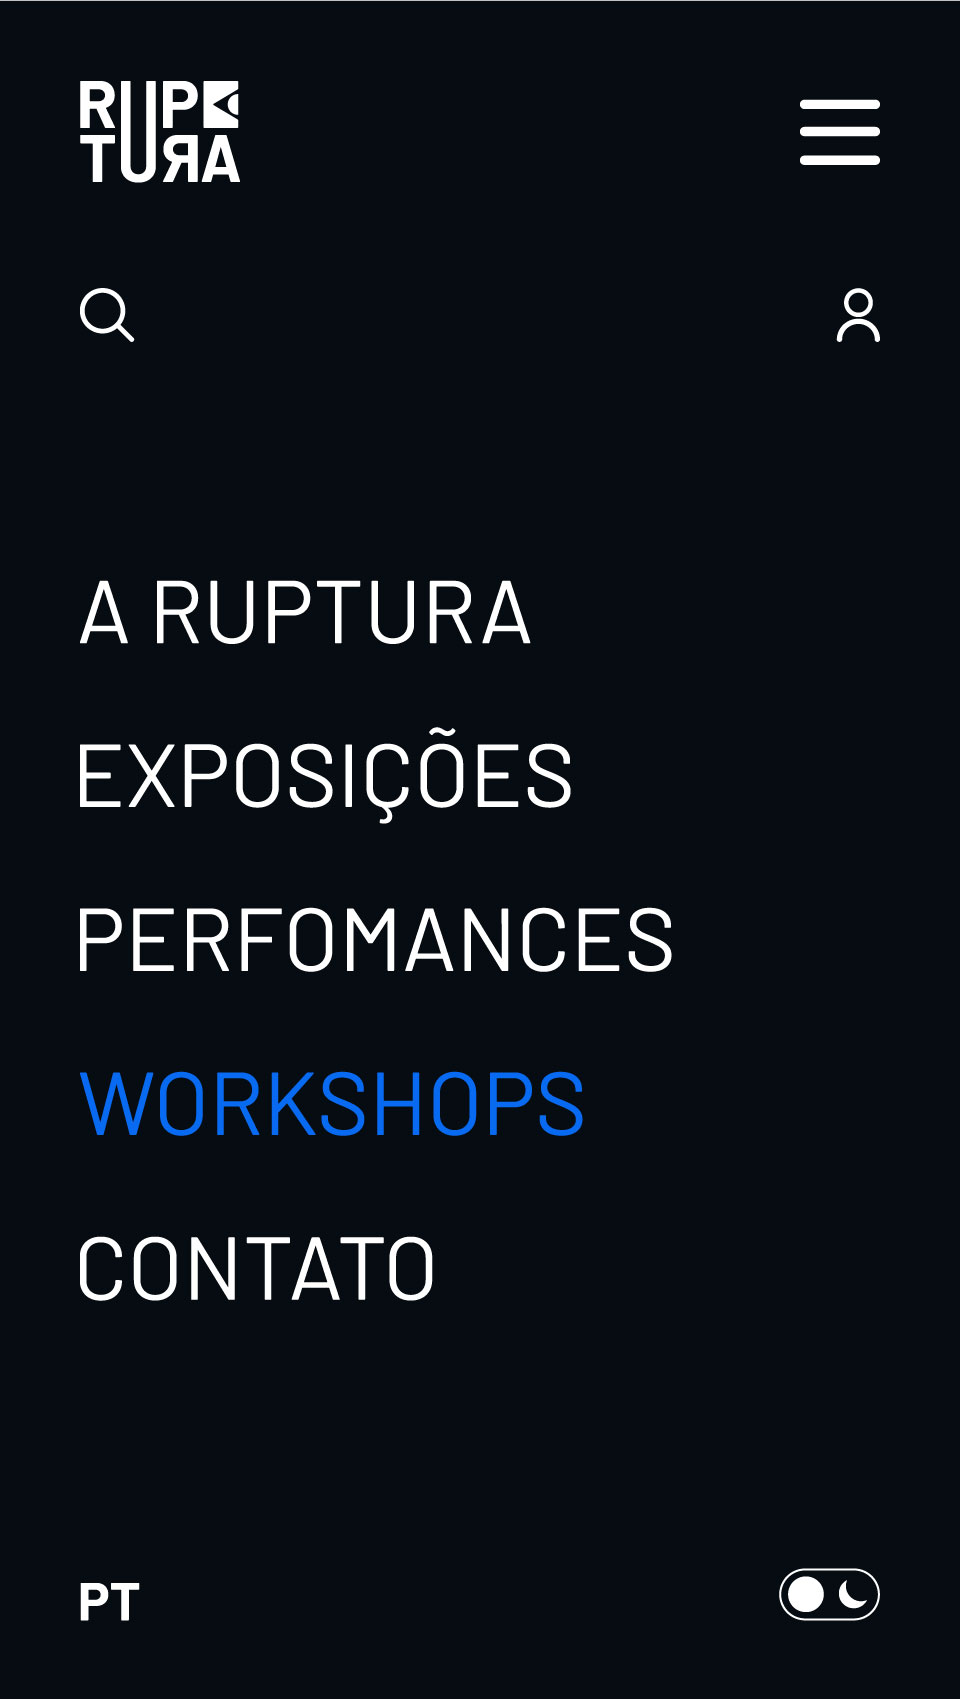 RUP
TURA
A RUPTURA
EXPOSIÇÕES
PERFOMANCES
WORKSHOPS
CONTATO
PT